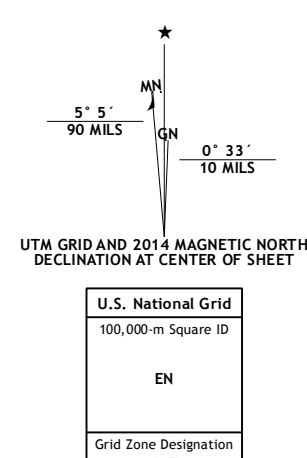 ★
MN
5° 5´
90 MILS
GN
0° 33´
10 MILS
UTM GRID AND 2014 MAGNETIC NORTH
DECLINATION AT CENTER OF SHEET
U.S. National Grid
100,000-m Square ID
EN
Grid Zone Designation